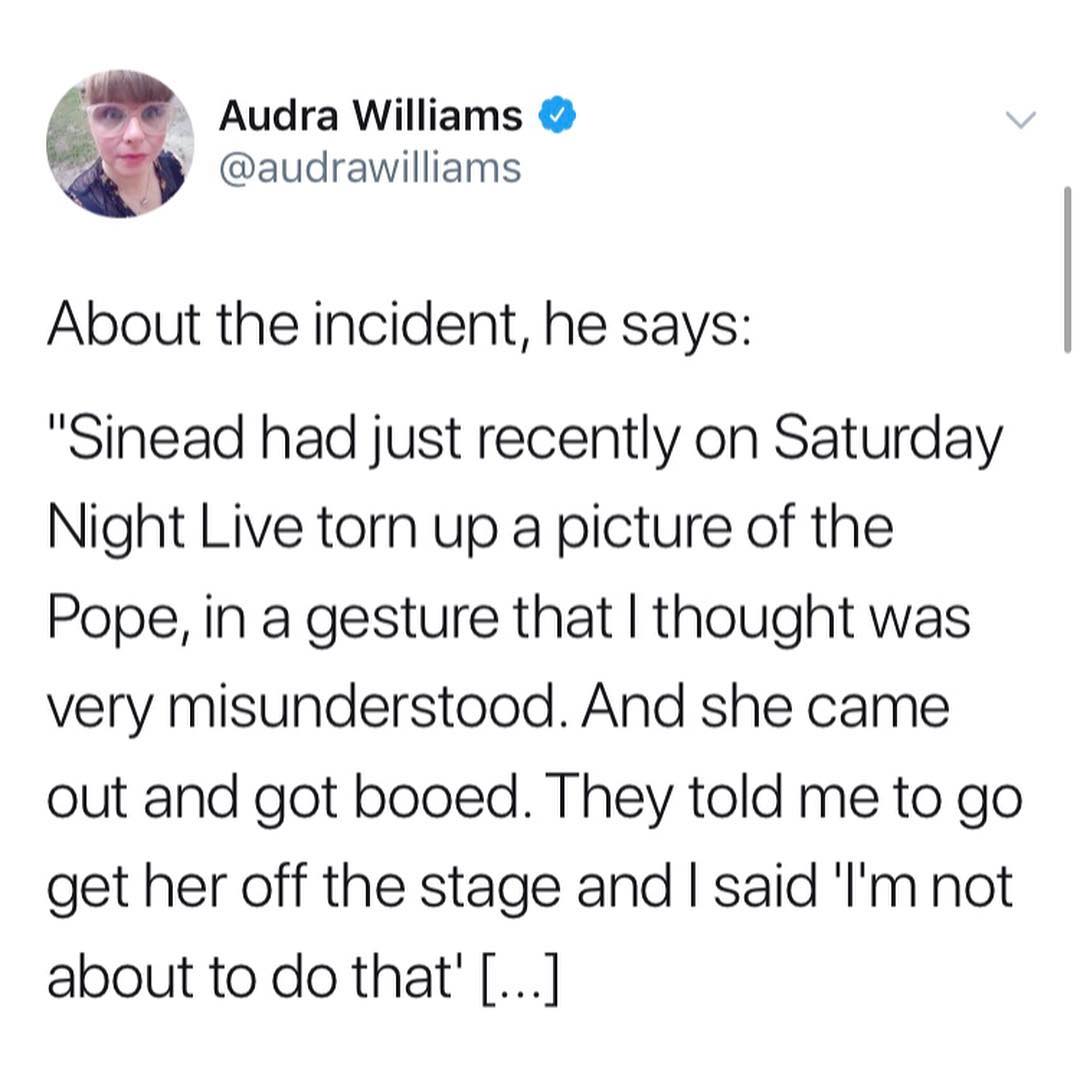 Audra Williams
@audrawilliams
About the incident, he says:
"Sinead had just recently on Saturday
Night Live torn up a picture of the
Pope, in a gesture that I thought was
very misunderstood. And she came
out and got booed. They told me to go
get her off the stage and I said 'I'm not
about to do that' [...]